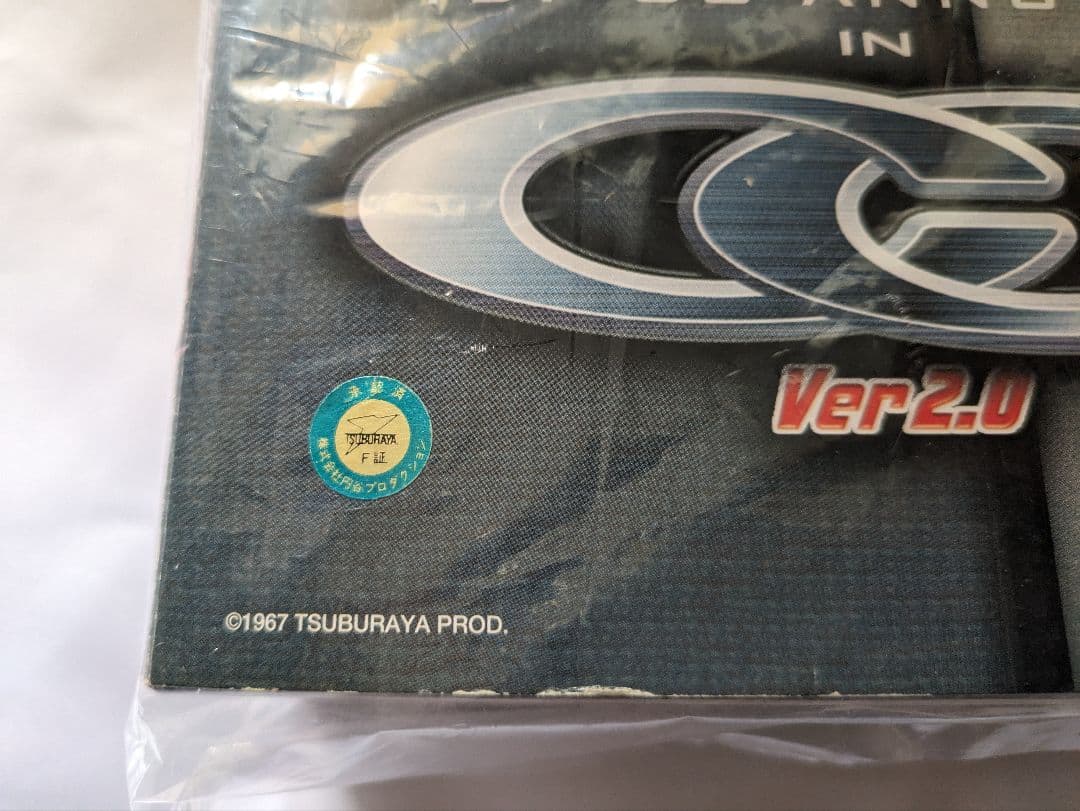 IN
Ver2.0
承認済
TSUBURAYA
F証
株式会社円谷プロダクション
©1967 TSUBURAYA PROD.